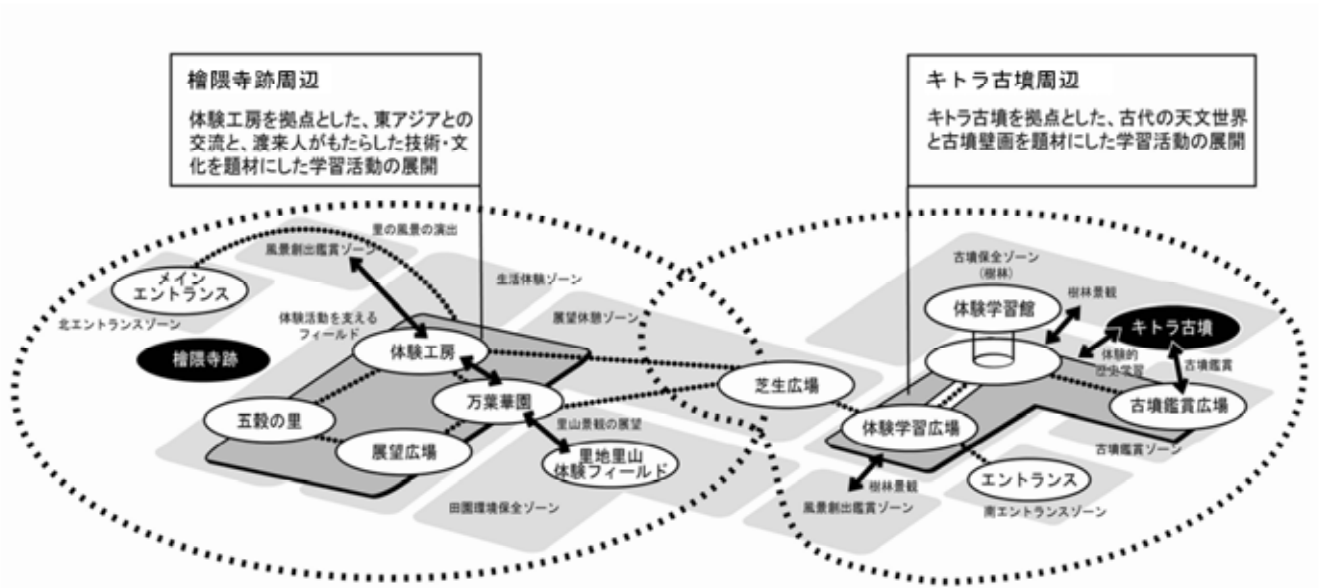 檜隈寺跡周辺
体験工房を拠点とした、東アジアとの
交流と、渡来人がもたらした技術・文
化を題材にした学習活動の展開
キトラ古墳周辺
キトラ古墳を拠点とした、古代の天文世界
と古墳壁画を題材にした学習活動の展開
里の風景の演出
風景創出鑑賞ゾーン
メイン
エントランス
北エントランスゾーン
檜隈寺跡
体験活動を支える
フィールド
生活体験ゾーン
展望休憩ゾーン
体験工房
万葉華園
五穀の里
展望広場
里山景観の展望
里地里山
体験フィールド
田園環境保全ゾーン
芝生広場
古墳保全ゾーン
(樹林)
体験学習館
樹林景観
キトラ古墳
体験的
歴史学習
古墳鑑賞
古墳鑑賞広場
体験学習広場
古墳鑑賞ゾーン
エントランス
樹林景観
風景創出鑑賞ゾーン
南エントランスゾーン